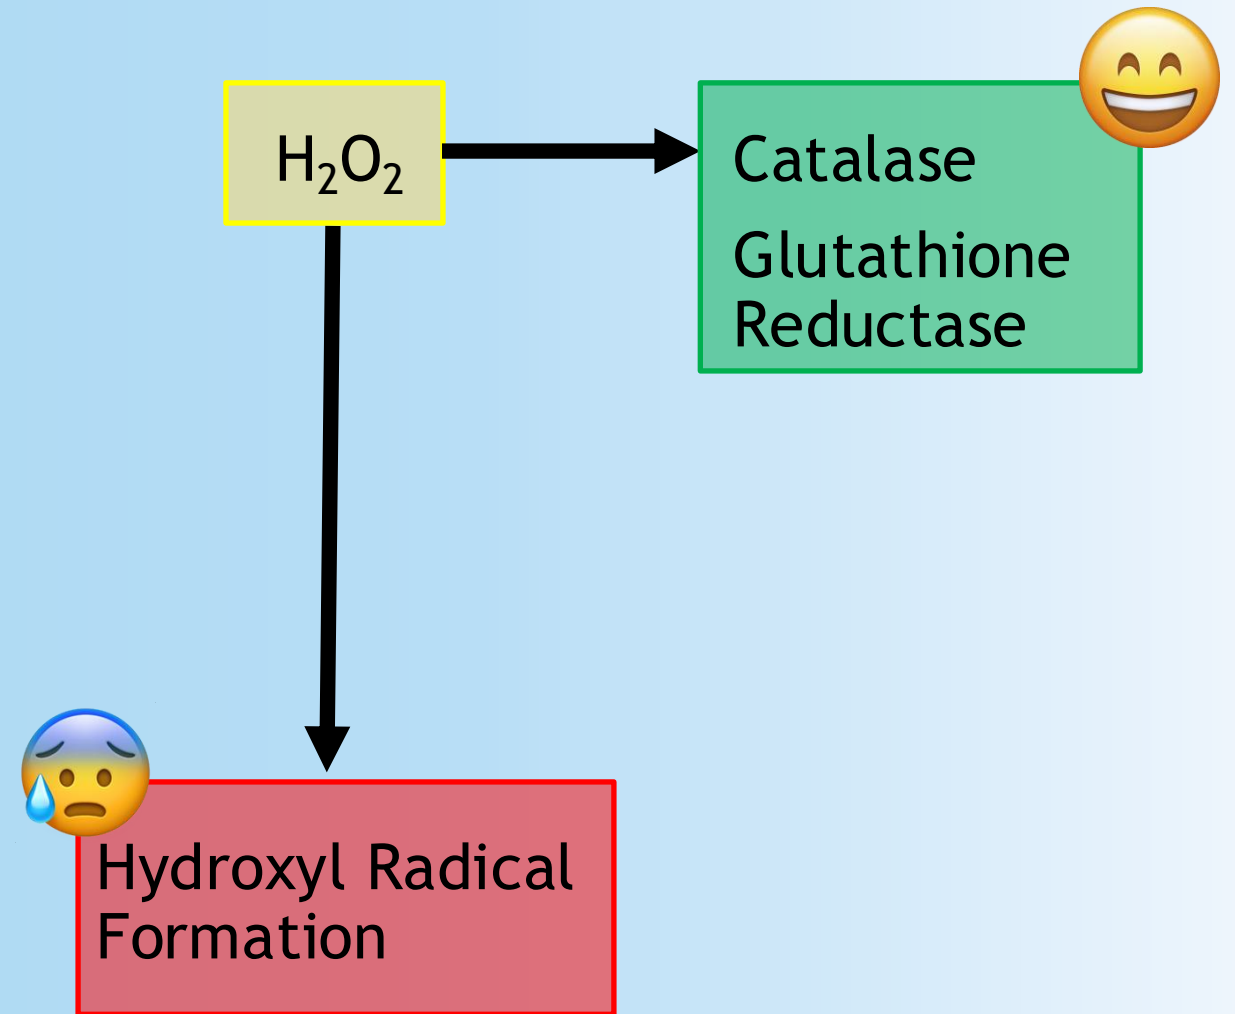 H₂O₂
Catalase
Glutathione
Reductase
Hydroxyl Radical
Formation